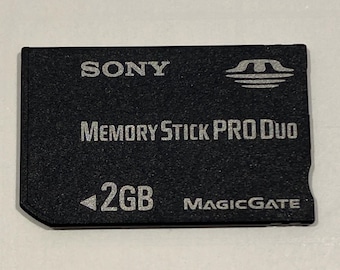 SONY
MEMORY STICK PRO DUO
◄2GB MAGICGATE